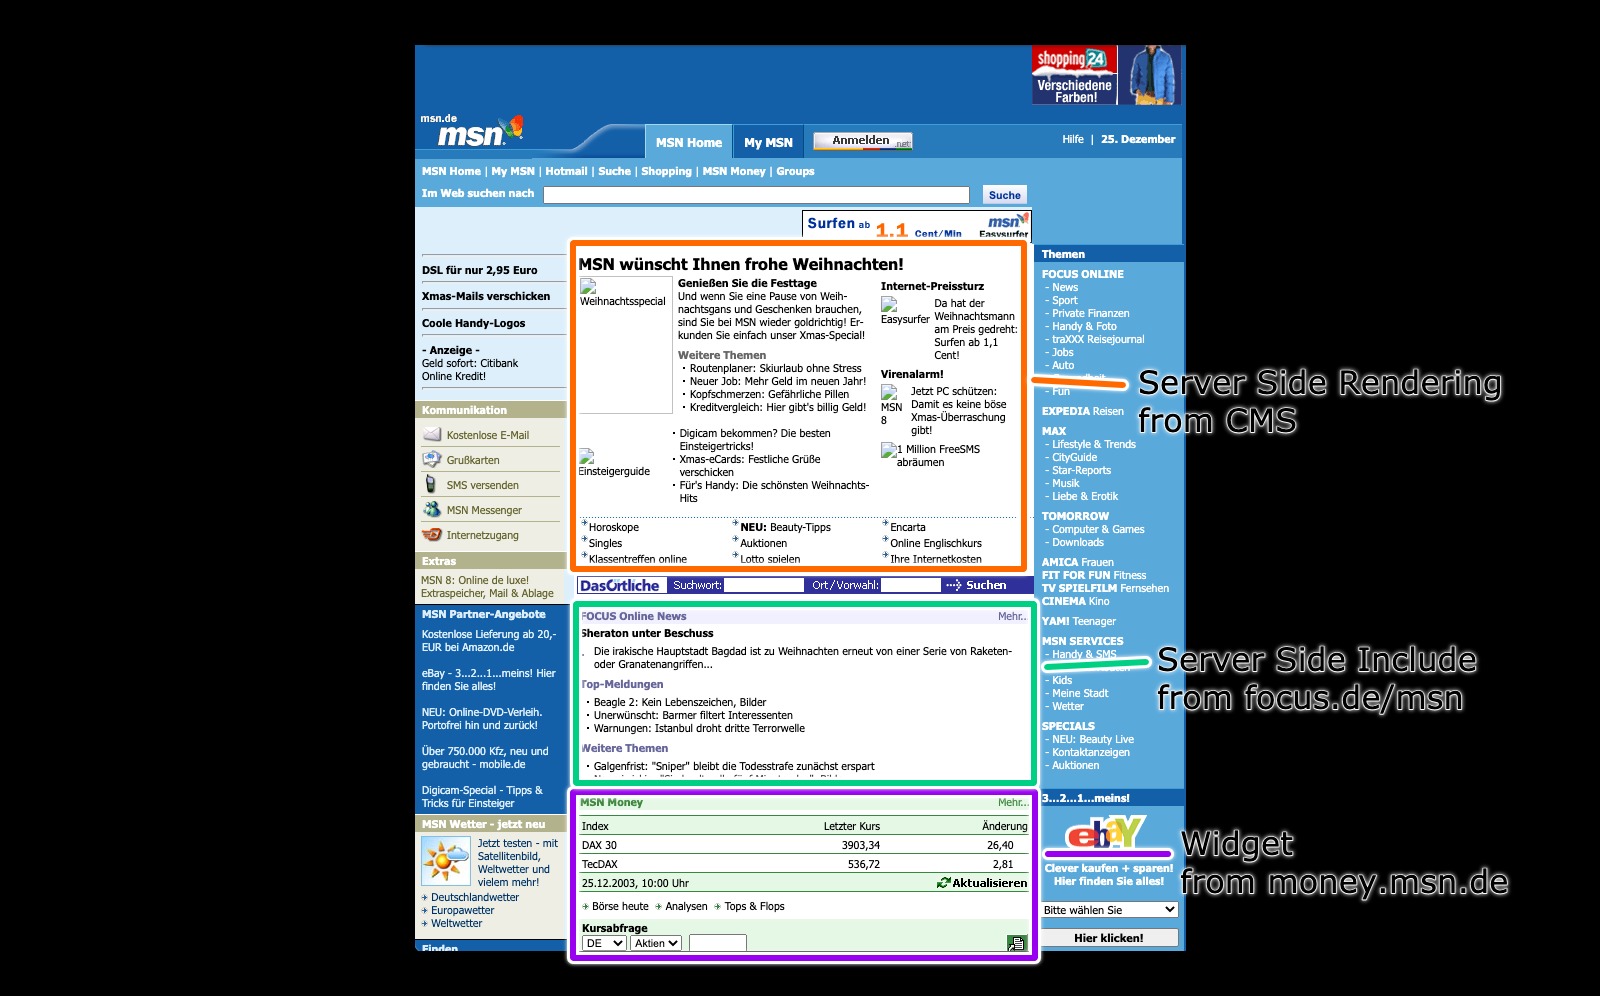 shopping24
Verschiedene
Farben!
msn.de
msn
MSN Home
My MSN
Anmelden
.net
Hilfe | 25. Dezember
MSN Home | My MSN | Hotmail | Suche | Shopping | MSN Money | Groups
Im Web suchen nach
Suche
Surfen ab 1.1 Cent/Min
msn
Easysurfer
DSL für nur 2,95 Euro
Xmas-Mails verschicken
Coole Handy-Logos
- Anzeige -
Geld sofort: Citibank
Online Kredit!
Kommunikation
Kostenlose E-Mail
Grußkarten
SMS versenden
MSN Messenger
Internetzugang
Extras
MSN 8: Online de luxe!
Extraspeicher, Mail & Ablage
MSN Partner-Angebote
Kostenlose Lieferung ab 20,-
EUR bei Amazon.de
eBay - 3...2...1...meins! Hier
finden Sie alles!
NEU: Online-DVD-Verleih.
Portofrei hin und zurück!
Über 750.000 Kfz, neu und
gebraucht - mobile.de
Digicam-Special - Tipps &
Tricks für Einsteiger
MSN Wetter - jetzt neu
Jetzt testen - mit
Satellitenbild,
Weltwetter und
vielem mehr!
Deutschlandwetter
Europawetter
Weltwetter
Finden
MSN wünscht Ihnen frohe Weihnachten!
Weihnachtsspecial
Genießen Sie die Festtage
Und wenn Sie eine Pause von Weih-
nachtsgans und Geschenken brauchen,
sind Sie bei MSN wieder goldrichtig! Er-
kunden Sie einfach unser Xmas-Special!
Weitere Themen
· Routenplaner: Skiurlaub ohne Stress
· Neuer Job: Mehr Geld im neuen Jahr!
· Kopfschmerzen: Gefährliche Pillen
· Kreditvergleich: Hier gibt's billig Geld!
Einsteigerguide
· Digicam bekommen? Die besten
Einsteigertricks!
· Xmas-eCards: Festliche Grüße
verschicken
· Für's Handy: Die schönsten Weihnachts-
Hits
Internet-Preissturz
Easysurfer
Da hat der
Weihnachtsmann
am Preis gedreht:
Surfen ab 1,1
Cent!
Virenalarm!
MSN
8
Jetzt PC schützen:
Damit es keine böse
Xmas-Überraschung
gibt!
1 Million FreeSMS
abräumen
Horoskope
NEU: Beauty-Tipps
Encarta
Singles
Auktionen
Online Englischkurs
Klassentreffen online
Lotto spielen
Ihre Internetkosten
DasÖrtliche
Suchwort:
Ort/Vorwahl:
Suchen
FOCUS Online News
Mehr...
Sheraton unter Beschuss
Die irakische Hauptstadt Bagdad ist zu Weihnachten erneut von einer Serie von Raketen-
oder Granatenangriffen...
Top-Meldungen
· Beagle 2: Kein Lebenszeichen, Bilder
· Unerwünscht: Barmer filtert Interessenten
· Warnungen: Istanbul droht dritte Terrorwelle
Weitere Themen
· Galgenfrist: "Sniper" bleibt die Todesstrafe zunächst erspart
MSN Money
Mehr...
Index Letzter Kurs Änderung
DAX 30 3903,34 26,40
TecDAX 536,72 2,81
25.12.2003, 10:00 Uhr
Aktualisieren
Börse heute
Analysen
Tops & Flops
Kursabfrage
DE
Aktien
Themen
FOCUS ONLINE
- News
- Sport
- Private Finanzen
- Handy & Foto
- traXXX Reisejournal
- Jobs
- Auto
- Fun
EXPEDIA Reisen
MAX
- Lifestyle & Trends
- CityGuide
- Star-Reports
- Musik
- Liebe & Erotik
TOMORROW
- Computer & Games
- Downloads
AMICA Frauen
FIT FOR FUN Fitness
TV SPIELFILM Fernsehen
CINEMA Kino
YAM! Teenager
MSN SERVICES
- Handy & SMS
- Kids
- Meine Stadt
- Wetter
SPECIALS
- NEU: Beauty Live
- Kontaktanzeigen
- Auktionen
3...2...1...meins!
ebay
Clever kaufen + sparen!
Hier finden Sie alles!
Bitte wählen Sie
Hier klicken!
Server Side Rendering
from CMS
Server Side Include
from focus.de/msn
Widget
from money.msn.de